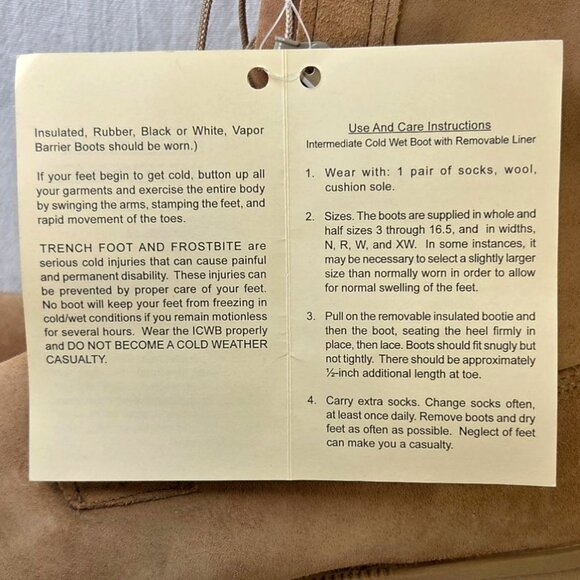 Insulated, Rubber, Black or White, Vapor
Barrier Boots should be worn.)
If your feet begin to get cold, button up all
your garments and exercise the entire body
by swinging the arms, stamping the feet, and
rapid movement of the toes.
TRENCH FOOT AND FROSTBITE are
serious cold injuries that can cause painful
and permanent disability. These injuries can
be prevented by proper care of your feet.
No boot will keep your feet from freezing in
cold/wet conditions if you remain motionless
for several hours. Wear the ICWB properly
and DO NOT BECOME A COLD WEATHER
CASUALTY.
Use And Care Instructions
Intermediate Cold Wet Boot with Removable Liner
1. Wear with: 1 pair of socks, wool,
cushion sole.
2. Sizes. The boots are supplied in whole and
half sizes 3 through 16.5, and in widths,
N, R, W, and XW. In some instances, it
may be necessary to select a slightly larger
size than normally worn in order to allow
for normal swelling of the feet.
3. Pull on the removable insulated bootie and
then the boot, seating the heel firmly in
place, then lace. Boots should fit snugly but
not tightly. There should be approximately
½-inch additional length at toe.
4. Carry extra socks. Change socks often,
at least once daily. Remove boots and dry
feet as often as possible. Neglect of feet
can make you a casualty.